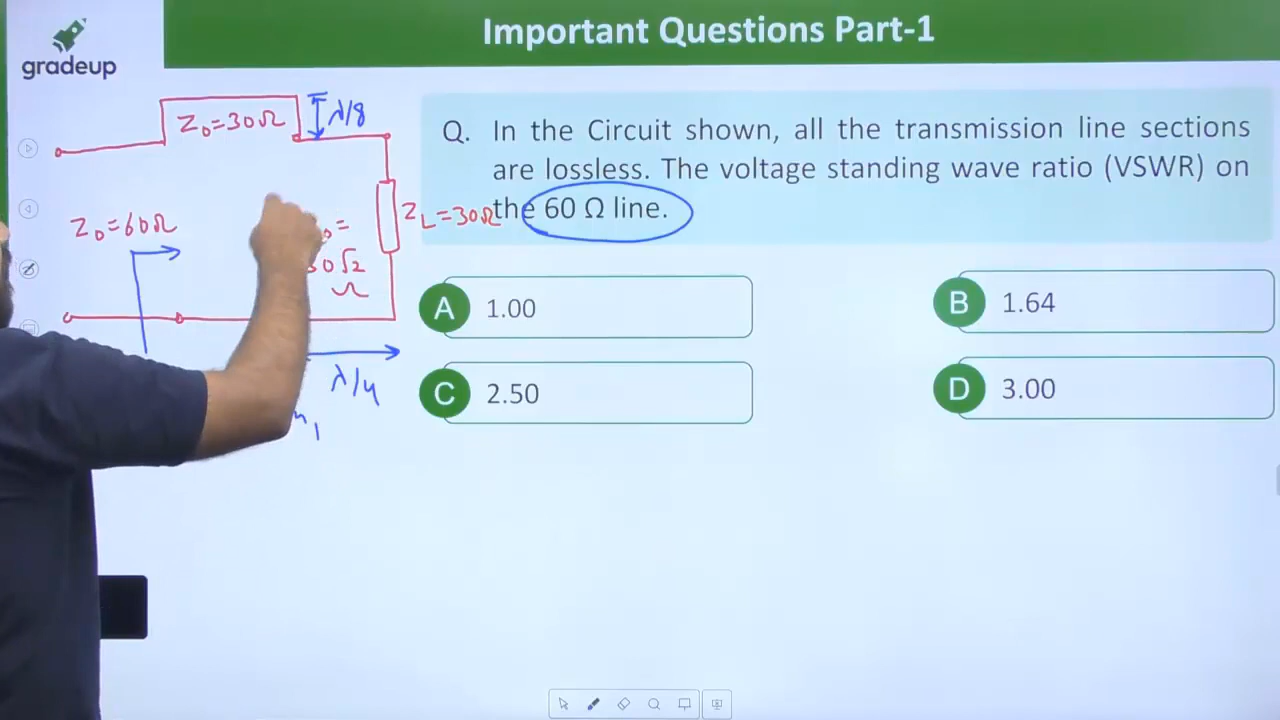 Important Questions Part-1
gradeup
Z₀=30Ω
λ/8
Q. In the Circuit shown, all the transmission line sections
are lossless. The voltage standing wave ratio (VSWR) on
the 60 Ω line.
Z₀=60Ω
Z_L=30Ω
0√2
Ω
λ/4
A 1.00
B 1.64
C 2.50
D 3.00